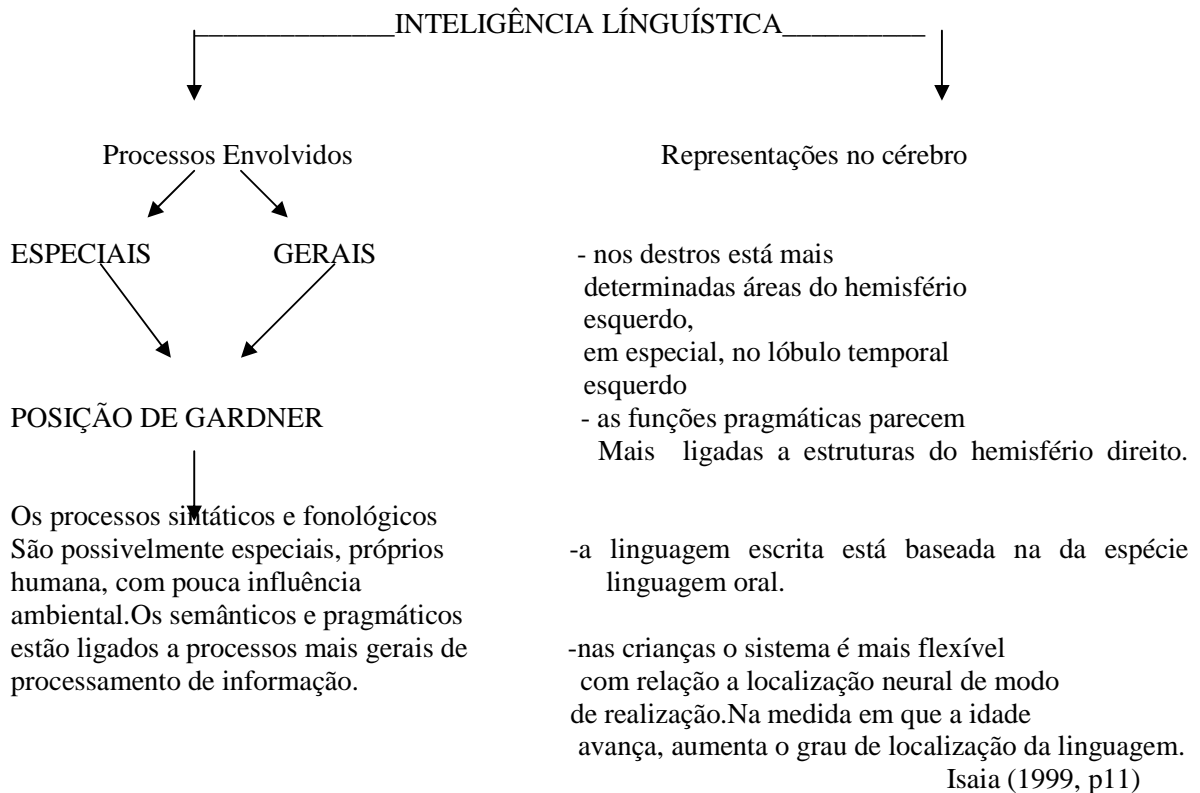 INTELIGÊNCIA LÍNGUÍSTICA
Processos Envolvidos
ESPECIAIS GERAIS
POSIÇÃO DE GARDNER
Os processos sintáticos e fonológicos
São possivelmente especiais, próprios
humana, com pouca influência
ambiental.Os semânticos e pragmáticos
estão ligados a processos mais gerais de
processamento de informação.
Representações no cérebro
- nos destros está mais
determinadas áreas do hemisfério
esquerdo,
em especial, no lóbulo temporal
esquerdo
- as funções pragmáticas parecem
Mais ligadas a estruturas do hemisfério direito.
-a linguagem escrita está baseada na da espécie
linguagem oral.
-nas crianças o sistema é mais flexível
com relação a localização neural de modo
de realização.Na medida em que a idade
avança, aumenta o grau de localização da linguagem.
Isaia (1999, p11)